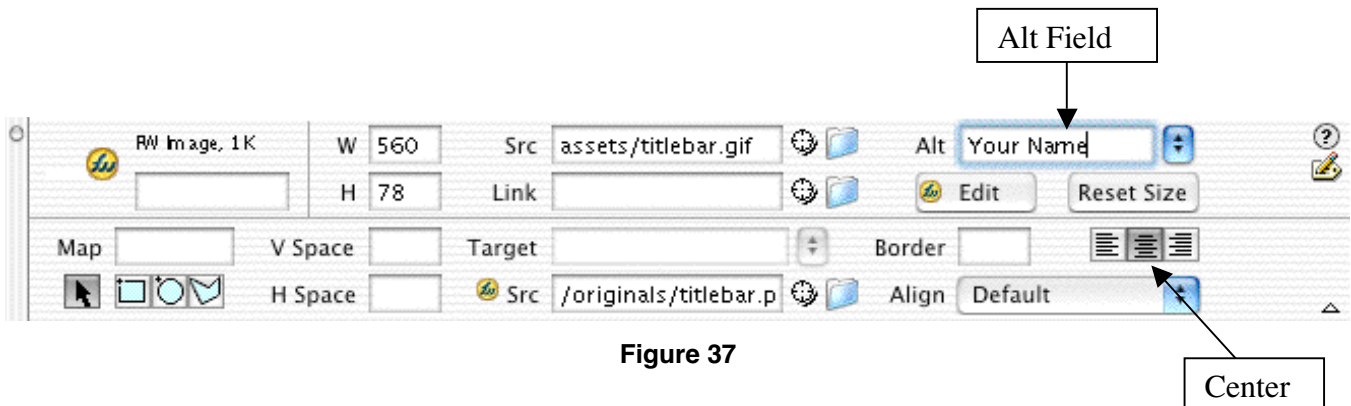 Alt Field
FW Image, 1K W 560 Src assets/titlebar.gif Alt Your Name
H 78 Link Edit Reset Size
Map V Space Target Border
H Space Src /originals/titlebar.p Align Default
Figure 37
Center